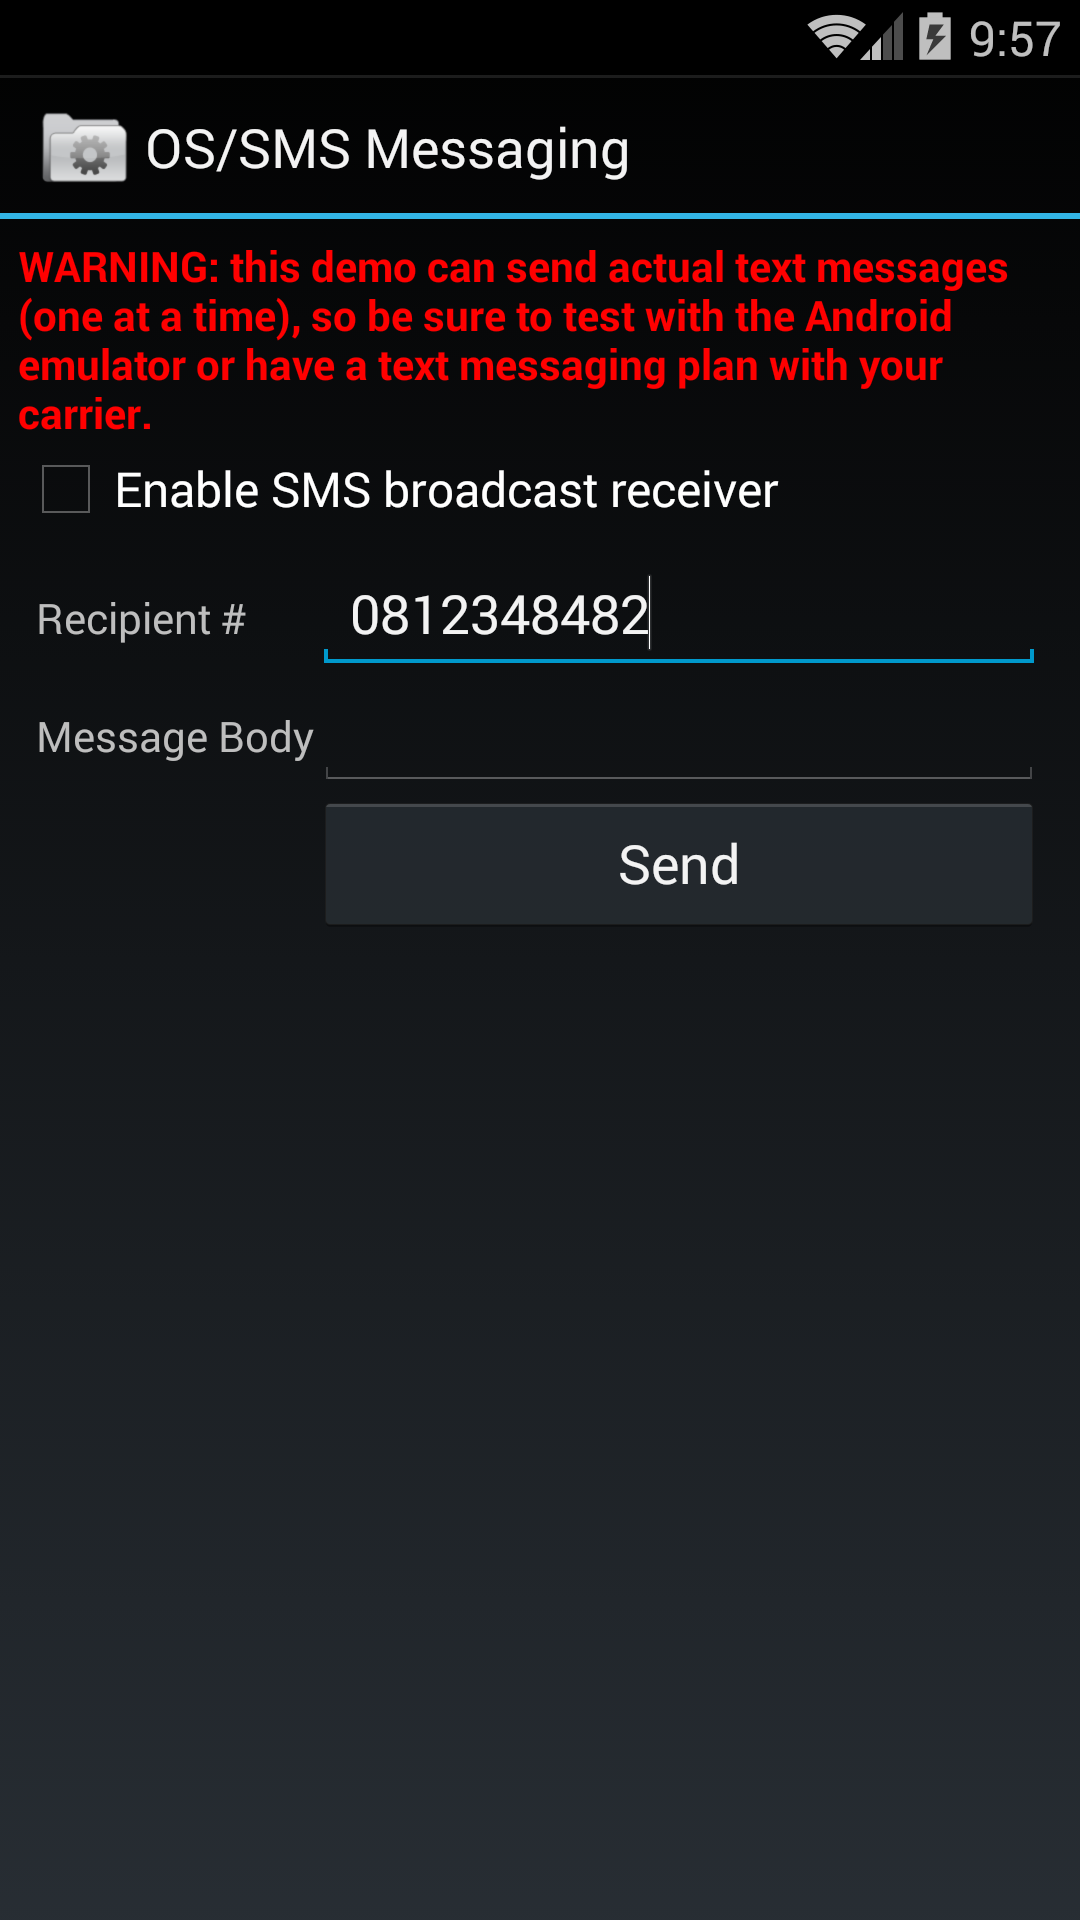 9:57
OS/SMS Messaging
WARNING: this demo can send actual text messages
(one at a time), so be sure to test with the Android
emulator or have a text messaging plan with your
carrier.
Enable SMS broadcast receiver
Recipient # 0812348482
Message Body
Send